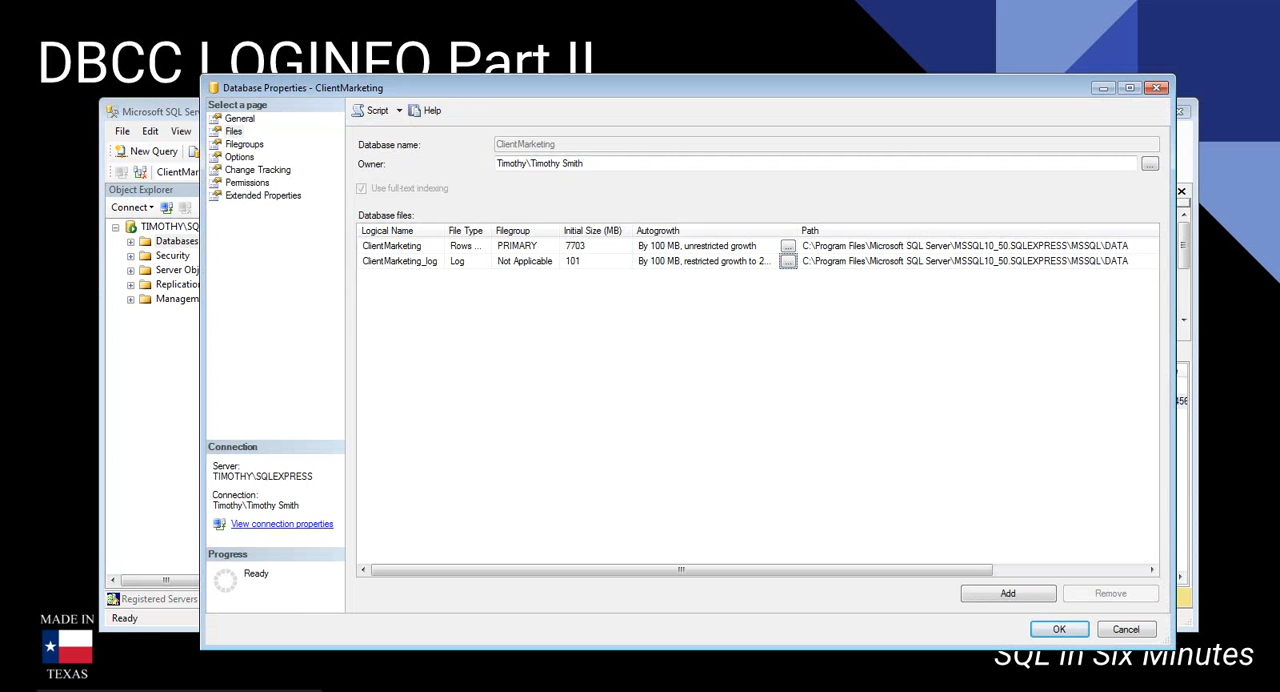 DBCC LOGINFO Part II
Microsoft SQL Ser
File Edit View
New Query
ClientMar
Object Explorer
Connect
TIMOTHY\SQ
Databases
Security
Server Obj
Replicatio
Managem
Registered Servers
Ready
Database Properties - ClientMarketing
Select a page
General
Files
Filegroups
Options
Change Tracking
Permissions
Extended Properties
Connection
Server:
TIMOTHY\SQLEXPRESS
Connection:
Timothy\Timothy Smith
View connection properties
Progress
Ready
Script Help
Database name: ClientMarketing
Owner: Timothy\Timothy Smith ...
Use full-text indexing
Database files:
Logical Name File Type Filegroup Initial Size (MB) Autogrowth Path
ClientMarketing Rows ... PRIMARY 7703 By 100 MB, unrestricted growth ... C:\Program Files\Microsoft SQL Server\MSSQL10_50.SQLEXPRESS\MSSQL\DATA
ClientMarketing_log Log Not Applicable 101 By 100 MB, restricted growth to 2... ... C:\Program Files\Microsoft SQL Server\MSSQL10_50.SQLEXPRESS\MSSQL\DATA
Add Remove
OK Cancel
456
MADE IN
TEXAS
SQL In Six Minutes